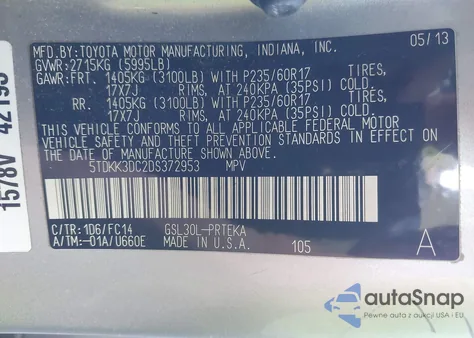 MFD.BY:TOYOTA MOTOR MANUFACTURING, INDIANA, INC. 05/13
GVWR:2715KG (5995LB)
GAWR:FRT. 1405KG (3100LB) WITH P235/60R17 TIRES,
17X7J RIMS, AT 240KPA (35PSI) COLD
RR. 1405KG (3100LB) WITH P235/60R17 TIRES,
17X7J RIMS, AT 240KPA (35PSI) COLD
THIS VEHICLE CONFORMS TO ALL APPLICABLE FEDERAL MOTOR
VEHICLE SAFETY AND THEFT PREVENTION STANDARDS IN EFFECT
ON THE DATE OF MANUFACTURE SHOWN ABOVE.
5TDKK3DC2DS372953 MPV
C/TR:1D6/FC14 GSL30L-PRTEKA
A/TM:-01A/U660E MADE IN U.S.A. 105 A
1578V 42193
autoSnap
Pewne auto z USA i EU